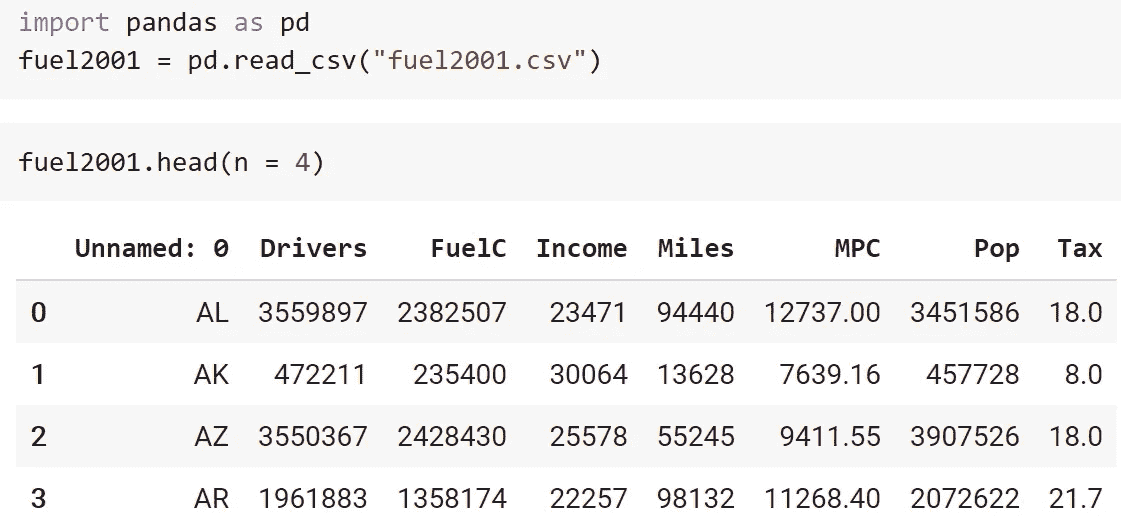 import pandas as pd
fuel2001 = pd.read_csv("fuel2001.csv")
fuel2001.head(n = 4)
Unnamed: 0 Drivers FuelC Income Miles MPC Pop Tax
0 AL 3559897 2382507 23471 94440 12737.00 3451586 18.0
1 AK 472211 235400 30064 13628 7639.16 457728 8.0
2 AZ 3550367 2428430 25578 55245 9411.55 3907526 18.0
3 AR 1961883 1358174 22257 98132 11268.40 2072622 21.7